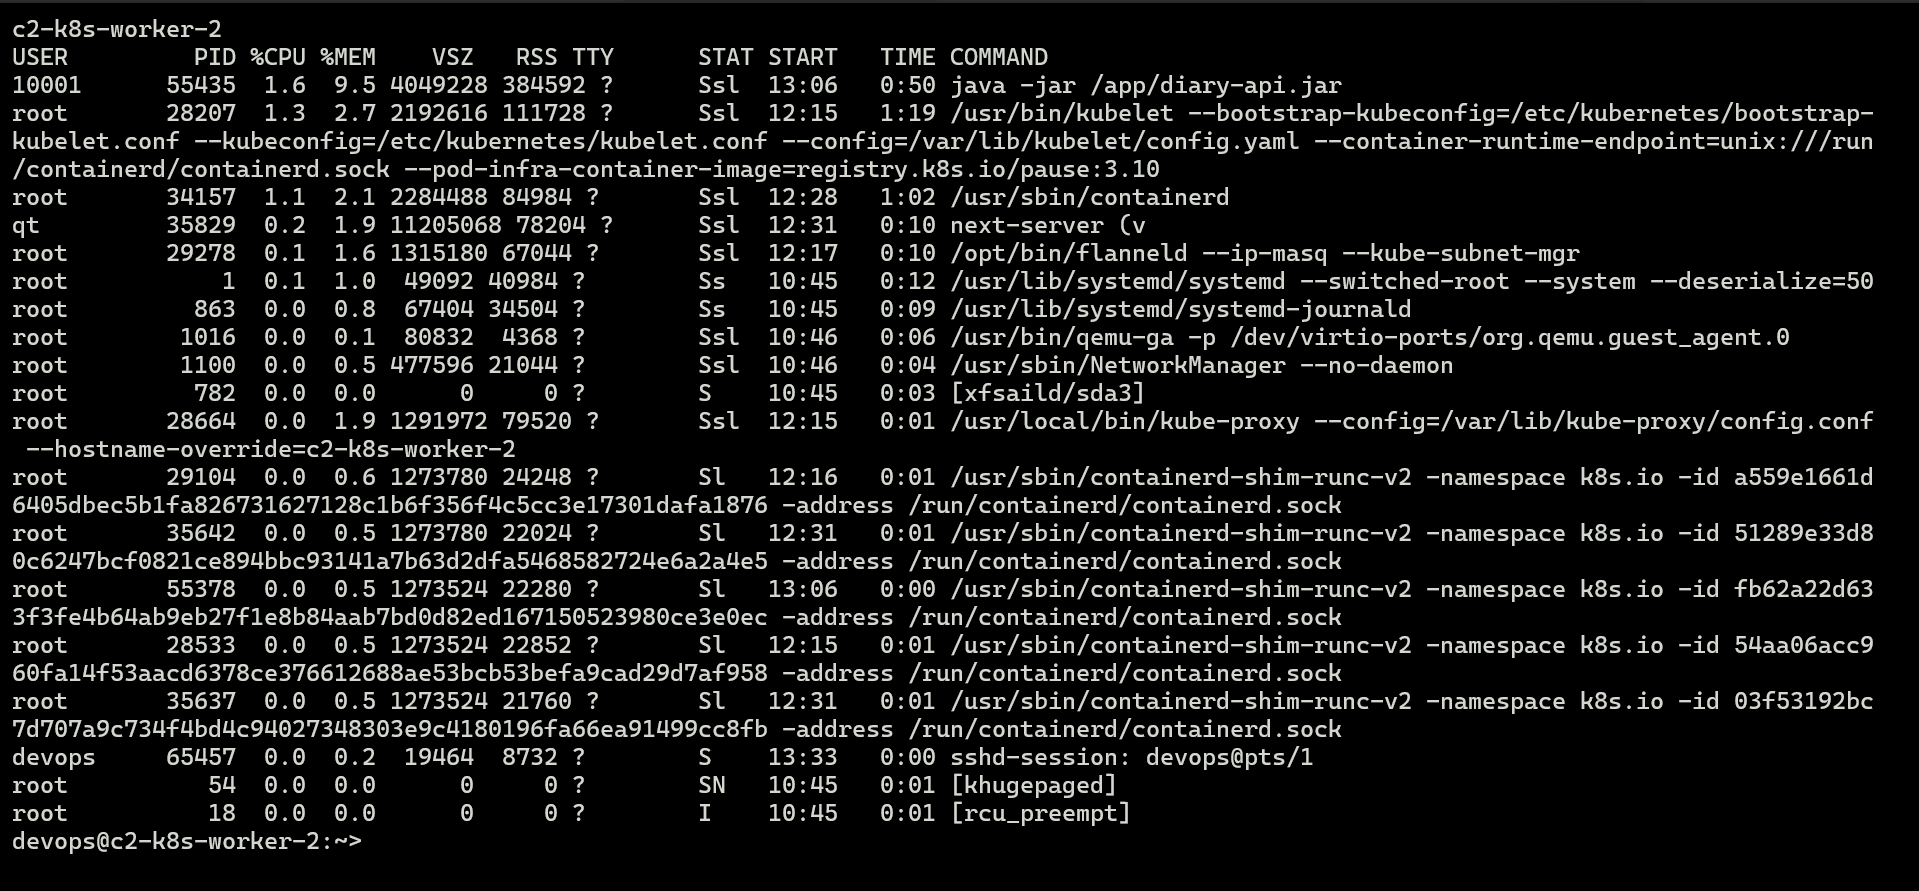 c2-k8s-worker-2
USER         PID %CPU %MEM    VSZ   RSS TTY      STAT START   TIME COMMAND
10001      55435  1.6  9.5 4049228 384592 ?      Ssl  13:06   0:50 java -jar /app/diary-api.jar
root       28207  1.3  2.7 2192616 111728 ?      Ssl  12:15   1:19 /usr/bin/kubelet --bootstrap-kubeconfig=/etc/kubernetes/bootstrap-
kubelet.conf --kubeconfig=/etc/kubernetes/kubelet.conf --config=/var/lib/kubelet/config.yaml --container-runtime-endpoint=unix:///run
/containerd/containerd.sock --pod-infra-container-image=registry.k8s.io/pause:3.10
root       34157  1.1  2.1 2284488 84984 ?       Ssl  12:28   1:02 /usr/sbin/containerd
qt         35829  0.2  1.9 11205068 78204 ?      Ssl  12:31   0:10 next-server (v
root       29278  0.1  1.6 1315180 67044 ?       Ssl  12:17   0:10 /opt/bin/flanneld --ip-masq --kube-subnet-mgr
root           1  0.1  1.0  49092 40984 ?        Ss   10:45   0:12 /usr/lib/systemd/systemd --switched-root --system --deserialize=50
root         863  0.0  0.8  67404 34504 ?        Ss   10:45   0:09 /usr/lib/systemd/systemd-journald
root        1016  0.0  0.1  80832  4368 ?        Ssl  10:46   0:06 /usr/bin/qemu-ga -p /dev/virtio-ports/org.qemu.guest_agent.0
root        1100  0.0  0.5 477596 21044 ?        Ssl  10:46   0:04 /usr/sbin/NetworkManager --no-daemon
root         782  0.0  0.0      0     0 ?        S    10:45   0:03 [xfsaild/sda3]
root       28664  0.0  1.9 1291972 79520 ?       Ssl  12:15   0:01 /usr/local/bin/kube-proxy --config=/var/lib/kube-proxy/config.conf
 --hostname-override=c2-k8s-worker-2
root       29104  0.0  0.6 1273780 24248 ?       Sl   12:16   0:01 /usr/sbin/containerd-shim-runc-v2 -namespace k8s.io -id a559e1661d
6405dbec5b1fa826731627128c1b6f356f4c5cc3e17301dafa1876 -address /run/containerd/containerd.sock
root       35642  0.0  0.5 1273780 22024 ?       Sl   12:31   0:01 /usr/sbin/containerd-shim-runc-v2 -namespace k8s.io -id 51289e33d8
0c6247bcf0821ce894bbc93141a7b63d2dfa5468582724e6a2a4e5 -address /run/containerd/containerd.sock
root       55378  0.0  0.5 1273524 22280 ?       Sl   13:06   0:00 /usr/sbin/containerd-shim-runc-v2 -namespace k8s.io -id fb62a22d63
3f3fe4b64ab9eb27f1e8b84aab7bd0d82ed167150523980ce3e0ec -address /run/containerd/containerd.sock
root       28533  0.0  0.5 1273524 22852 ?       Sl   12:15   0:01 /usr/sbin/containerd-shim-runc-v2 -namespace k8s.io -id 54aa06acc9
60fa14f53aacd6378ce376612688ae53bcb53befa9cad29d7af958 -address /run/containerd/containerd.sock
root       35637  0.0  0.5 1273524 21760 ?       Sl   12:31   0:01 /usr/sbin/containerd-shim-runc-v2 -namespace k8s.io -id 03f53192bc
7d707a9c734f4bd4c94027348303e9c4180196fa66ea91499cc8fb -address /run/containerd/containerd.sock
devops     65457  0.0  0.2  19464  8732 ?        S    13:33   0:00 sshd-session: devops@pts/1
root          54  0.0  0.0      0     0 ?        SN   10:45   0:01 [khugepaged]
root          18  0.0  0.0      0     0 ?        I    10:45   0:01 [rcu_preempt]
devops@c2-k8s-worker-2:~>